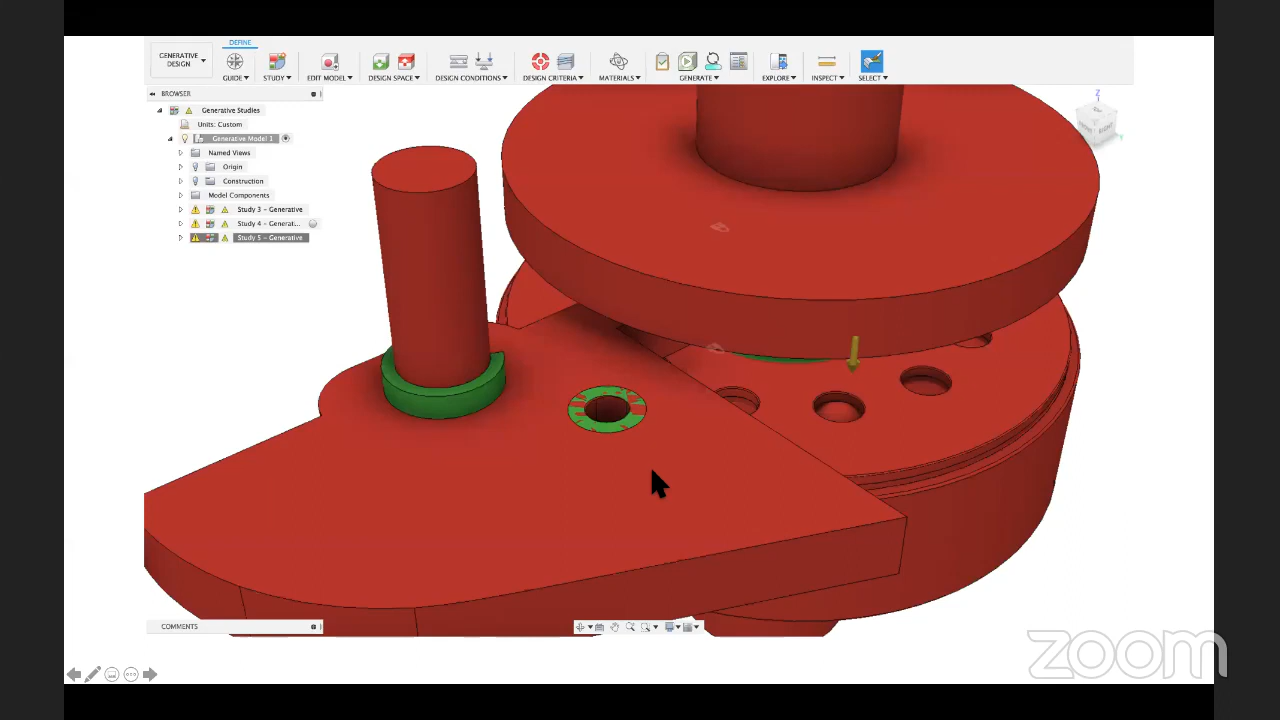 DEFINE
GENERATIVE DESIGN
GUIDE
STUDY
EDIT MODEL
DESIGN SPACE
DESIGN CONDITIONS
DESIGN CRITERIA
MATERIALS
GENERATE
EXPLORE
INSPECT
SELECT
BROWSER
Generative Studies
Units: Custom
Generative Model 1
Named Views
Origin
Construction
Model Components
Study 3 - Generative
Study 4 - Generati...
Study 5 - Generative
Z
RIGHT
COMMENTS
zoom